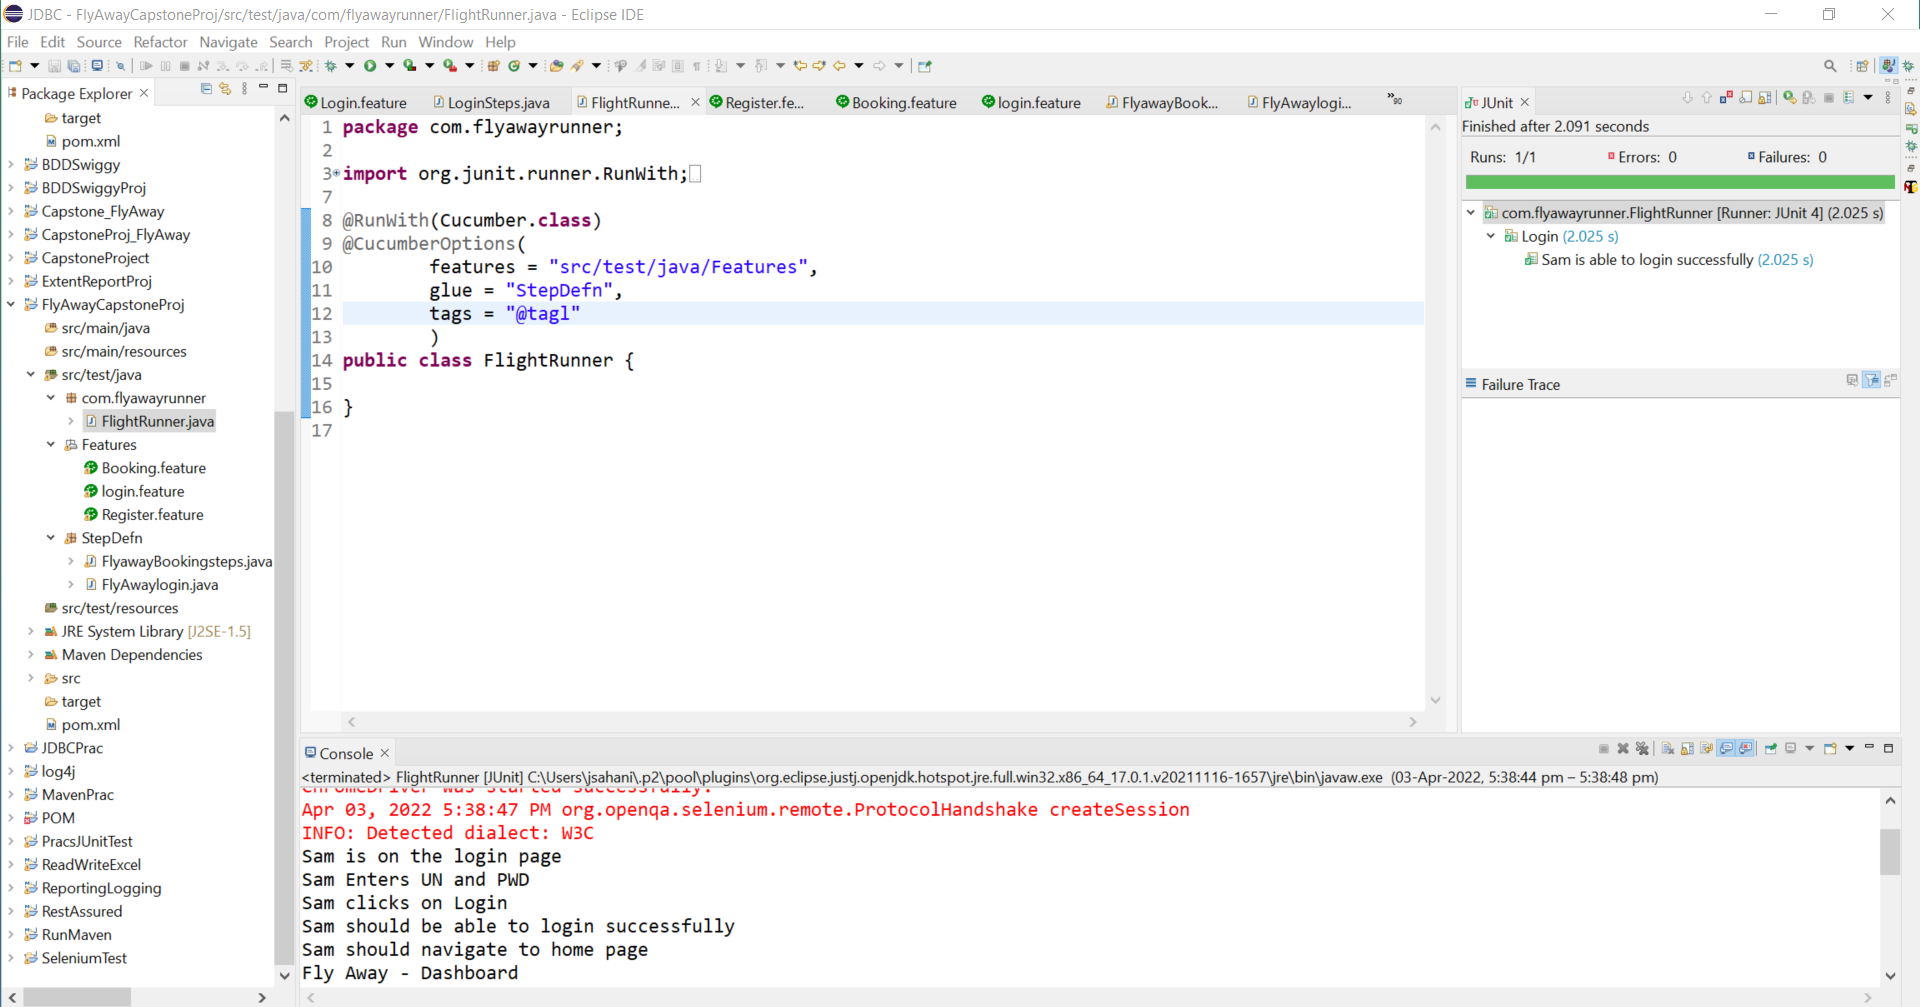 JDBC - FlyAwayCapstoneProj/src/test/java/com/flyawayrunner/FlightRunner.java - Eclipse IDE
File Edit Source Refactor Navigate Search Project Run Window Help
Package Explorer
target
pom.xml
BDDSwiggy
BDDSwiggyProj
Capstone_FlyAway
CapstoneProj_FlyAway
CapstoneProject
ExtentReportProj
FlyAwayCapstoneProj
src/main/java
src/main/resources
src/test/java
com.flyawayrunner
FlightRunner.java
Features
Booking.feature
login.feature
Register.feature
StepDefn
FlyawayBookingsteps.java
FlyAwaylogin.java
src/test/resources
JRE System Library [J2SE-1.5]
Maven Dependencies
src
target
pom.xml
JDBCPrac
log4j
MavenPrac
POM
PracsJUnitTest
ReadWriteExcel
ReportingLogging
RestAssured
RunMaven
SeleniumTest
Login.feature LoginSteps.java FlightRunne... Register.fe... Booking.feature login.feature FlyawayBook... FlyAwaylogi... »90
1 package com.flyawayrunner;
2
3 import org.junit.runner.RunWith;
7
8 @RunWith(Cucumber.class)
9 @CucumberOptions(
10 features = "src/test/java/Features",
11 glue = "StepDefn",
12 tags = "@tagl"
13 )
14 public class FlightRunner {
15
16 }
17
JUnit
Finished after 2.091 seconds
Runs: 1/1 Errors: 0 Failures: 0
com.flyawayrunner.FlightRunner [Runner: JUnit 4] (2.025 s)
Login (2.025 s)
Sam is able to login successfully (2.025 s)
Failure Trace
Console
<terminated> FlightRunner [JUnit] C:\Users\jsahani\.p2\pool\plugins\org.eclipse.justj.openjdk.hotspot.jre.full.win32.x86_64_17.0.1.v20211116-1657\jre\bin\javaw.exe (03-Apr-2022, 5:38:44 pm – 5:38:48 pm)
ChromeDriver was started successfully.
Apr 03, 2022 5:38:47 PM org.openqa.selenium.remote.ProtocolHandshake createSession
INFO: Detected dialect: W3C
Sam is on the login page
Sam Enters UN and PWD
Sam clicks on Login
Sam should be able to login successfully
Sam should navigate to home page
Fly Away - Dashboard